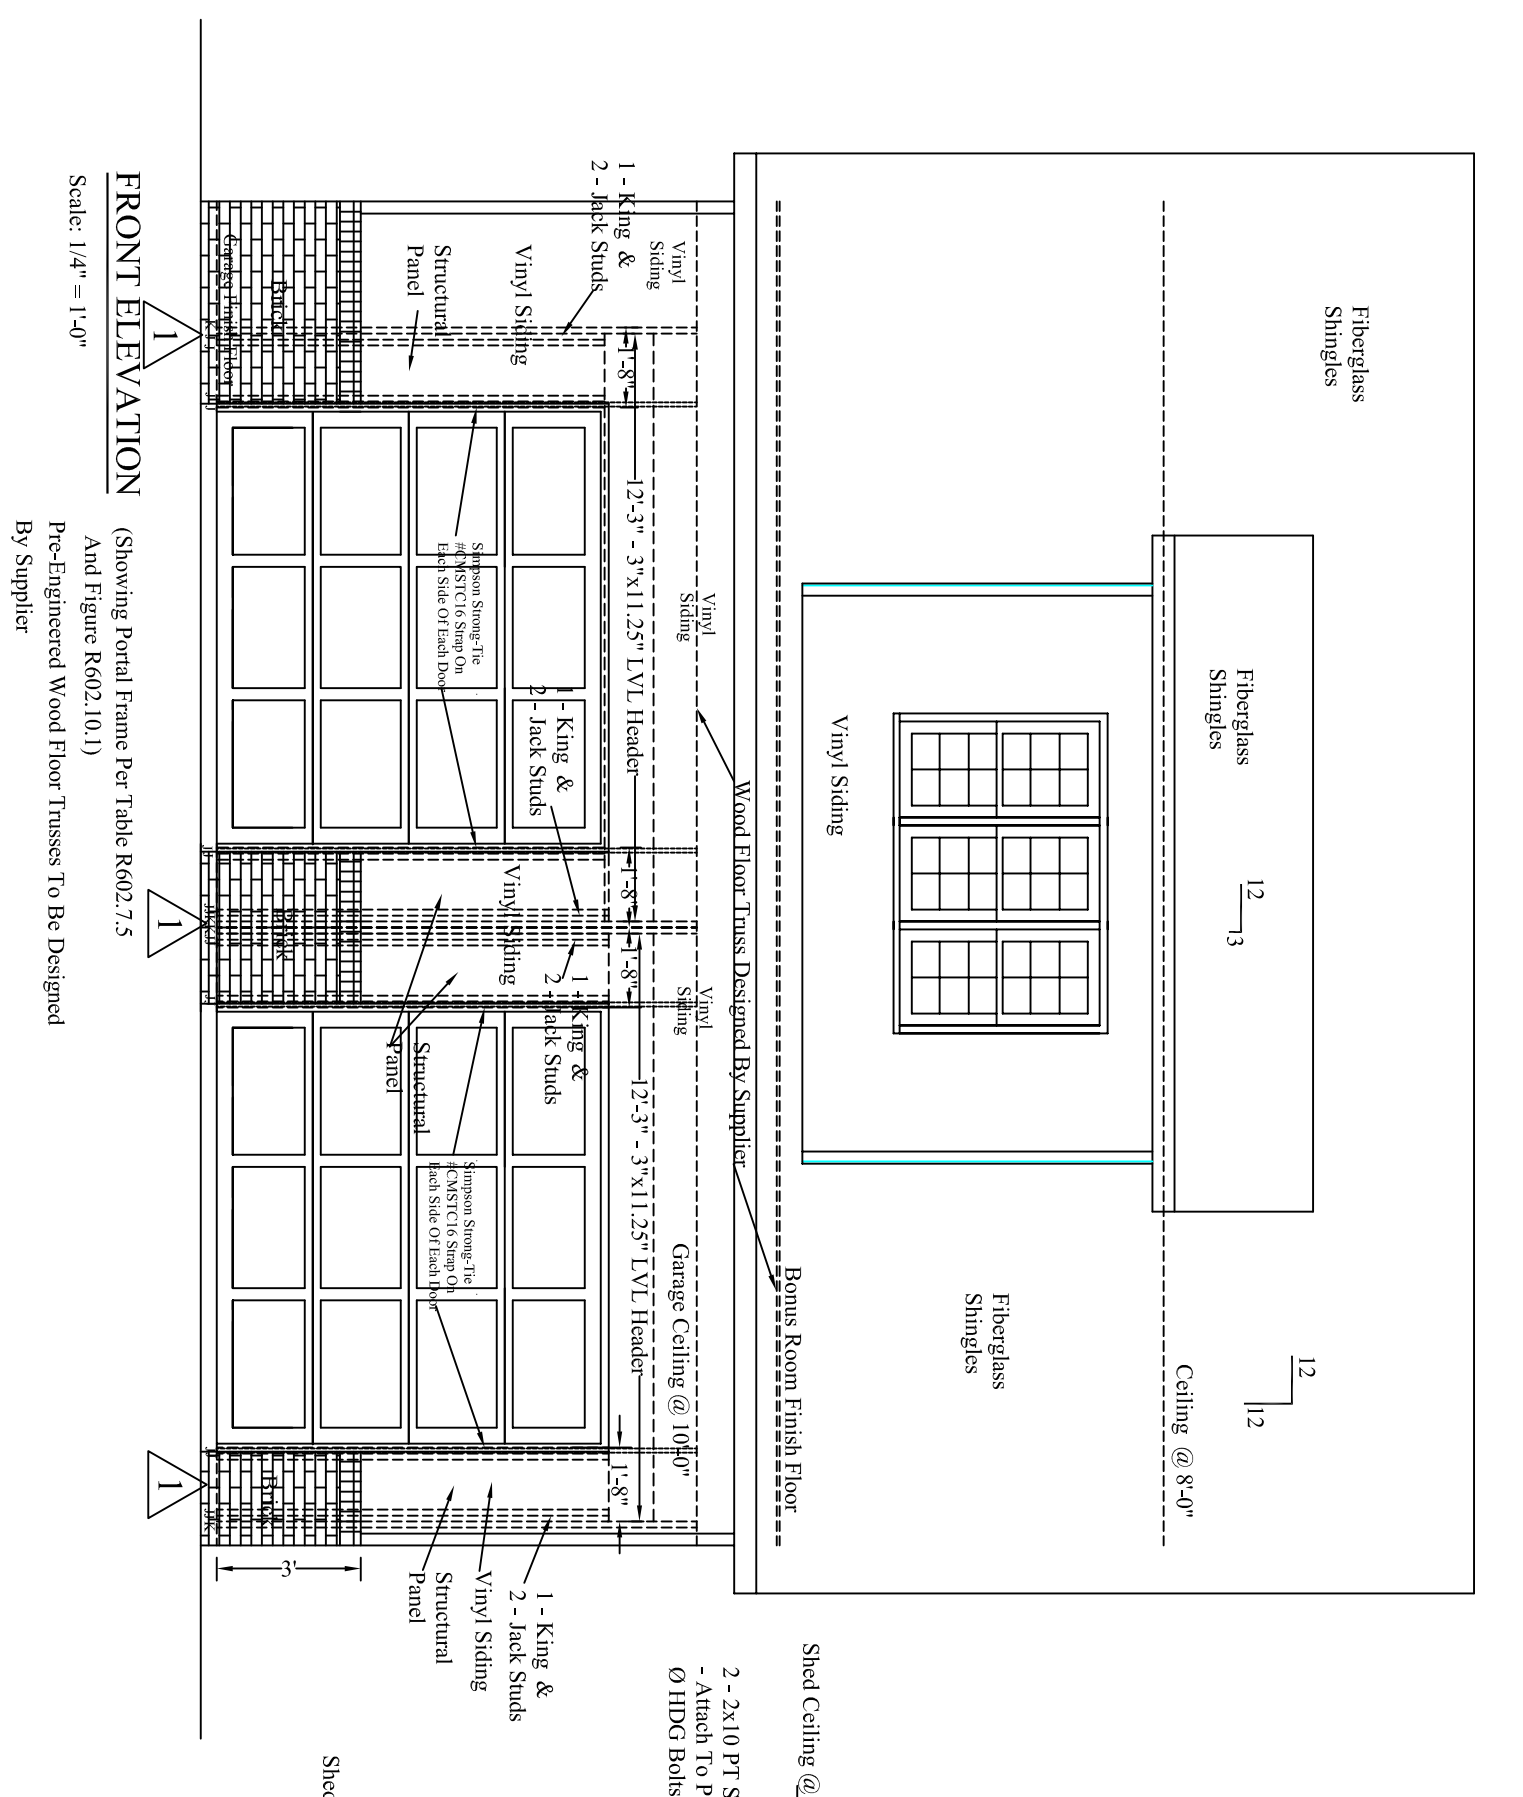 Fiberglass
Shingles
Fiberglass
Shingles
12
3
12
12
Ceiling @ 8'-0"
Fiberglass
Shingles
Vinyl Siding
Bonus Room Finish Floor
Shed Ceiling @
Wood Floor Truss Designed By Supplier
2 - 2x10 PT S
- Attach To P
Ø HDG Bolts
Vinyl
Siding
Vinyl
Siding
Vinyl
Siding
Garage Ceiling @ 10'-0"
1 - King &
2 - Jack Studs
1'-8"
12'-3" - 3"x11.25" LVL Header
1'-8"
1'-8"
12'-3" - 3"x11.25" LVL Header
1'-8"
1 - King &
2 - Jack Studs
1 - King &
2 - Jack Studs
1 - King &
2 - Jack Studs
Vinyl Siding
Vinyl Siding
Vinyl Siding
Structural
Panel
Simpson Strong-Tie
#CMSTC16 Strap On
Each Side Of Each Door
Structural
Panel
Simpson Strong-Tie
#CMSTC16 Strap On
Each Side Of Each Door
Structural
Panel
Brick
Brick
Brick
3'
Garage Finish Floor
K J J
J J
J J
J J K K J J
J J
J J
J J K
1
1
1
FRONT ELEVATION
Scale: 1/4" = 1'-0"
(Showing Portal Frame Per Table R602.7.5
And Figure R602.10.1)
Pre-Engineered Wood Floor Trusses To Be Designed
By Supplier